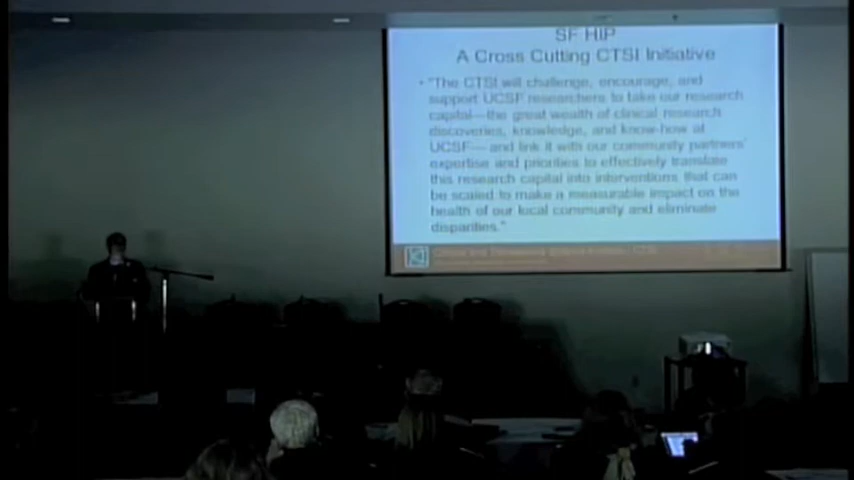 SF HIP
A Cross Cutting CTSI Initiative
• "The CTSI will challenge, encourage, and
support UCSF researchers to take our research
capital—the great wealth of clinical research
discoveries, knowledge, and know-how at
UCSF— and link it with our community partners'
expertise and priorities to effectively translate
this research capital into interventions that can
be scaled to make a measurable impact on the
health of our local community and eliminate
disparities."